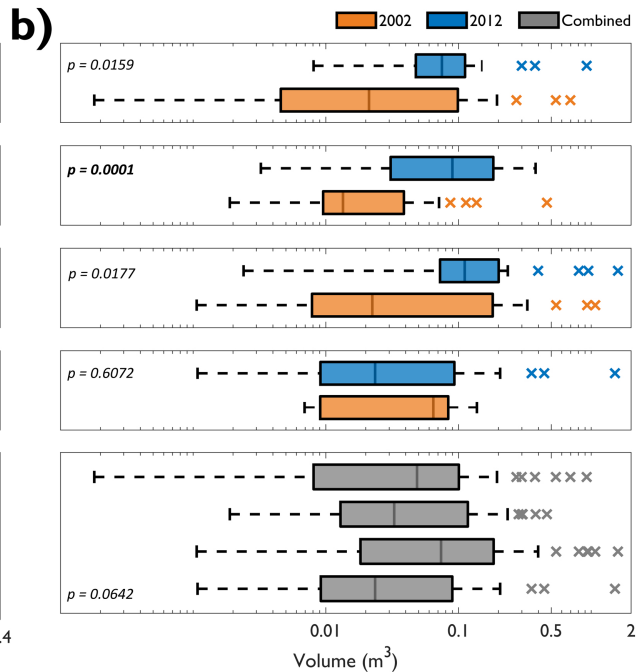 b)
2002 2012 Combined
p = 0.0159
p = 0.0001
p = 0.0177
p = 0.6072
p = 0.0642
.4
0.01 0.1 0.5 2
Volume (m³)